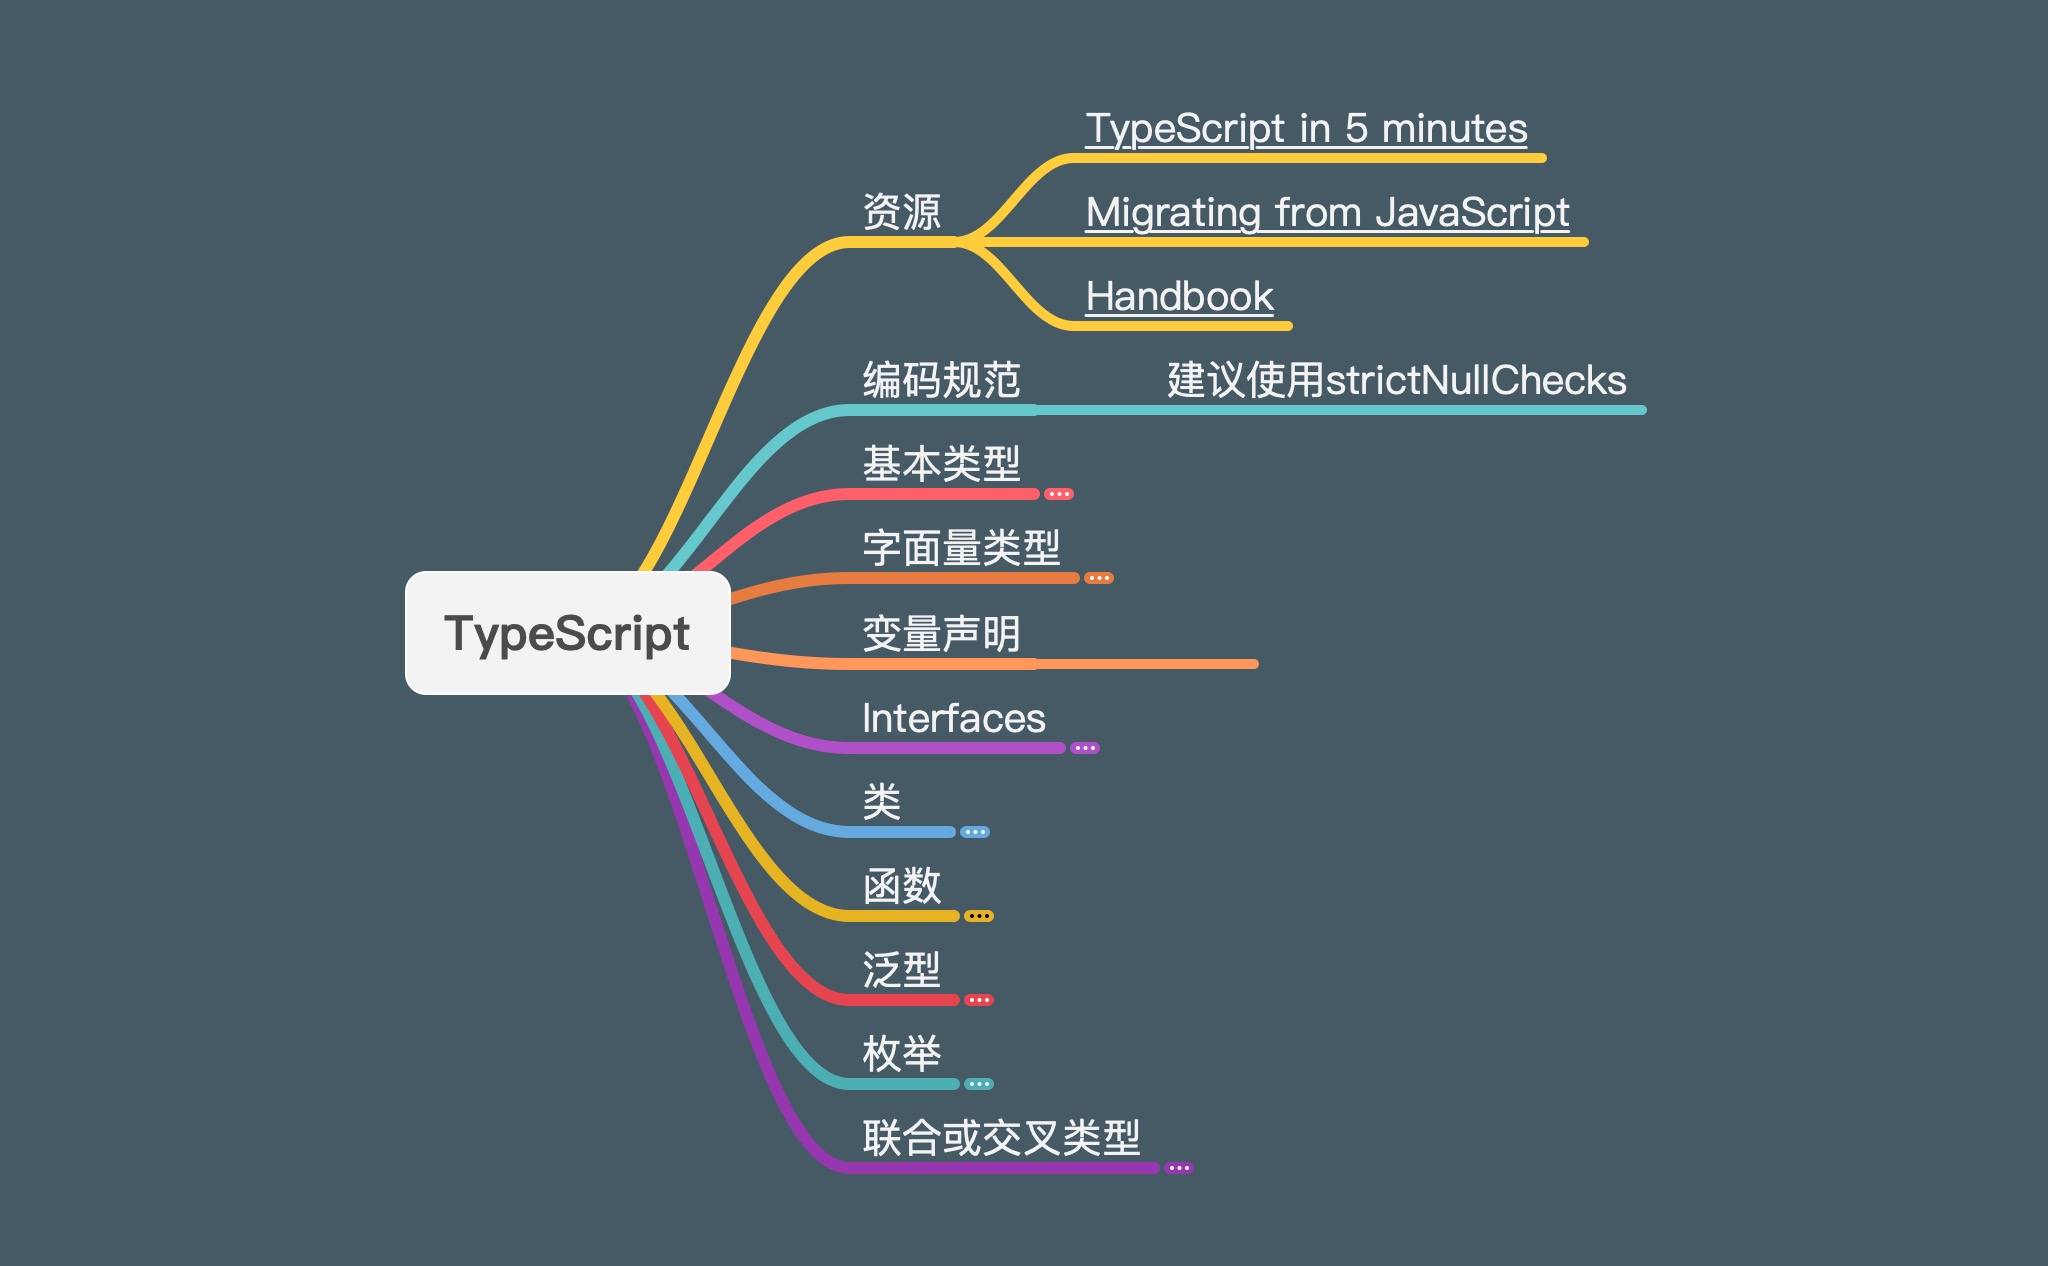 TypeScript in 5 minutes
资源
Migrating from JavaScript
Handbook
编码规范
建议使用strictNullChecks
基本类型
字面量类型
TypeScript
变量声明
Interfaces
类
函数
泛型
枚举
联合或交叉类型